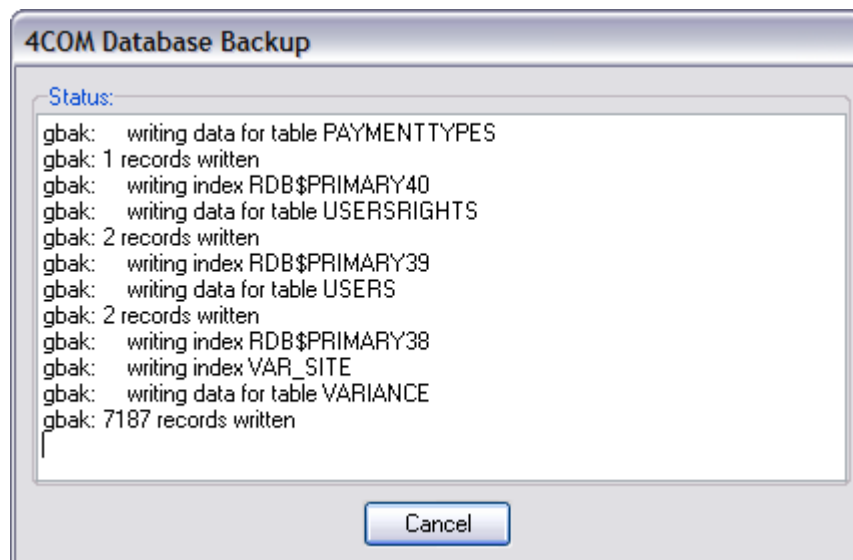 4COM Database Backup
Status:
gbak: writing data for table PAYMENTTYPES
gbak: 1 records written
gbak: writing index RDB$PRIMARY40
gbak: writing data for table USERSRIGHTS
gbak: 2 records written
gbak: writing index RDB$PRIMARY39
gbak: writing data for table USERS
gbak: 2 records written
gbak: writing index RDB$PRIMARY38
gbak: writing index VAR_SITE
gbak: writing data for table VARIANCE
gbak: 7187 records written
Cancel